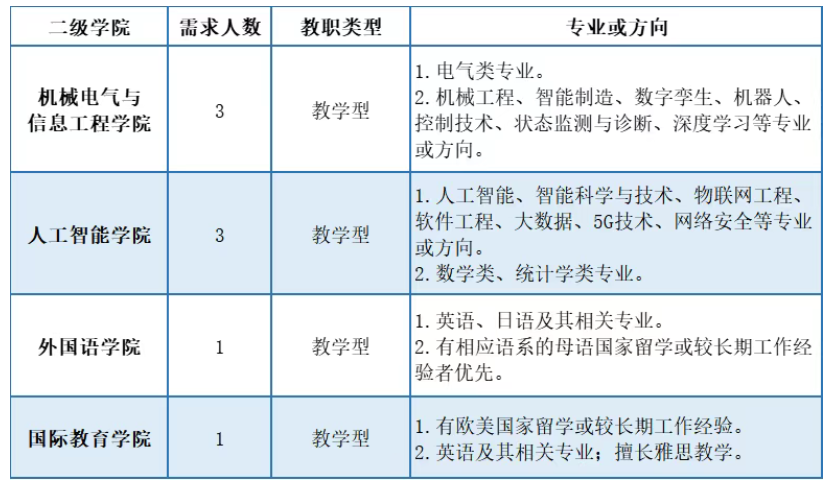 二级学院 需求人数 教职类型 专业或方向
机械电气与
信息工程学院
3
教学型
1.电气类专业。
2.机械工程、智能制造、数字孪生、机器人、
控制技术、状态监测与诊断、深度学习等专业
或方向。
人工智能学院
3
教学型
1.人工智能、智能科学与技术、物联网工程、
软件工程、大数据、5G技术、网络安全等专业
或方向。
2.数学类、统计学类专业。
外国语学院
1
教学型
1.英语、日语及其相关专业。
2.有相应语系的母语国家留学或较长期工作经
验者优先。
国际教育学院
1
教学型
1.有欧美国家留学或较长期工作经验。
2.英语及其相关专业；擅长雅思教学。